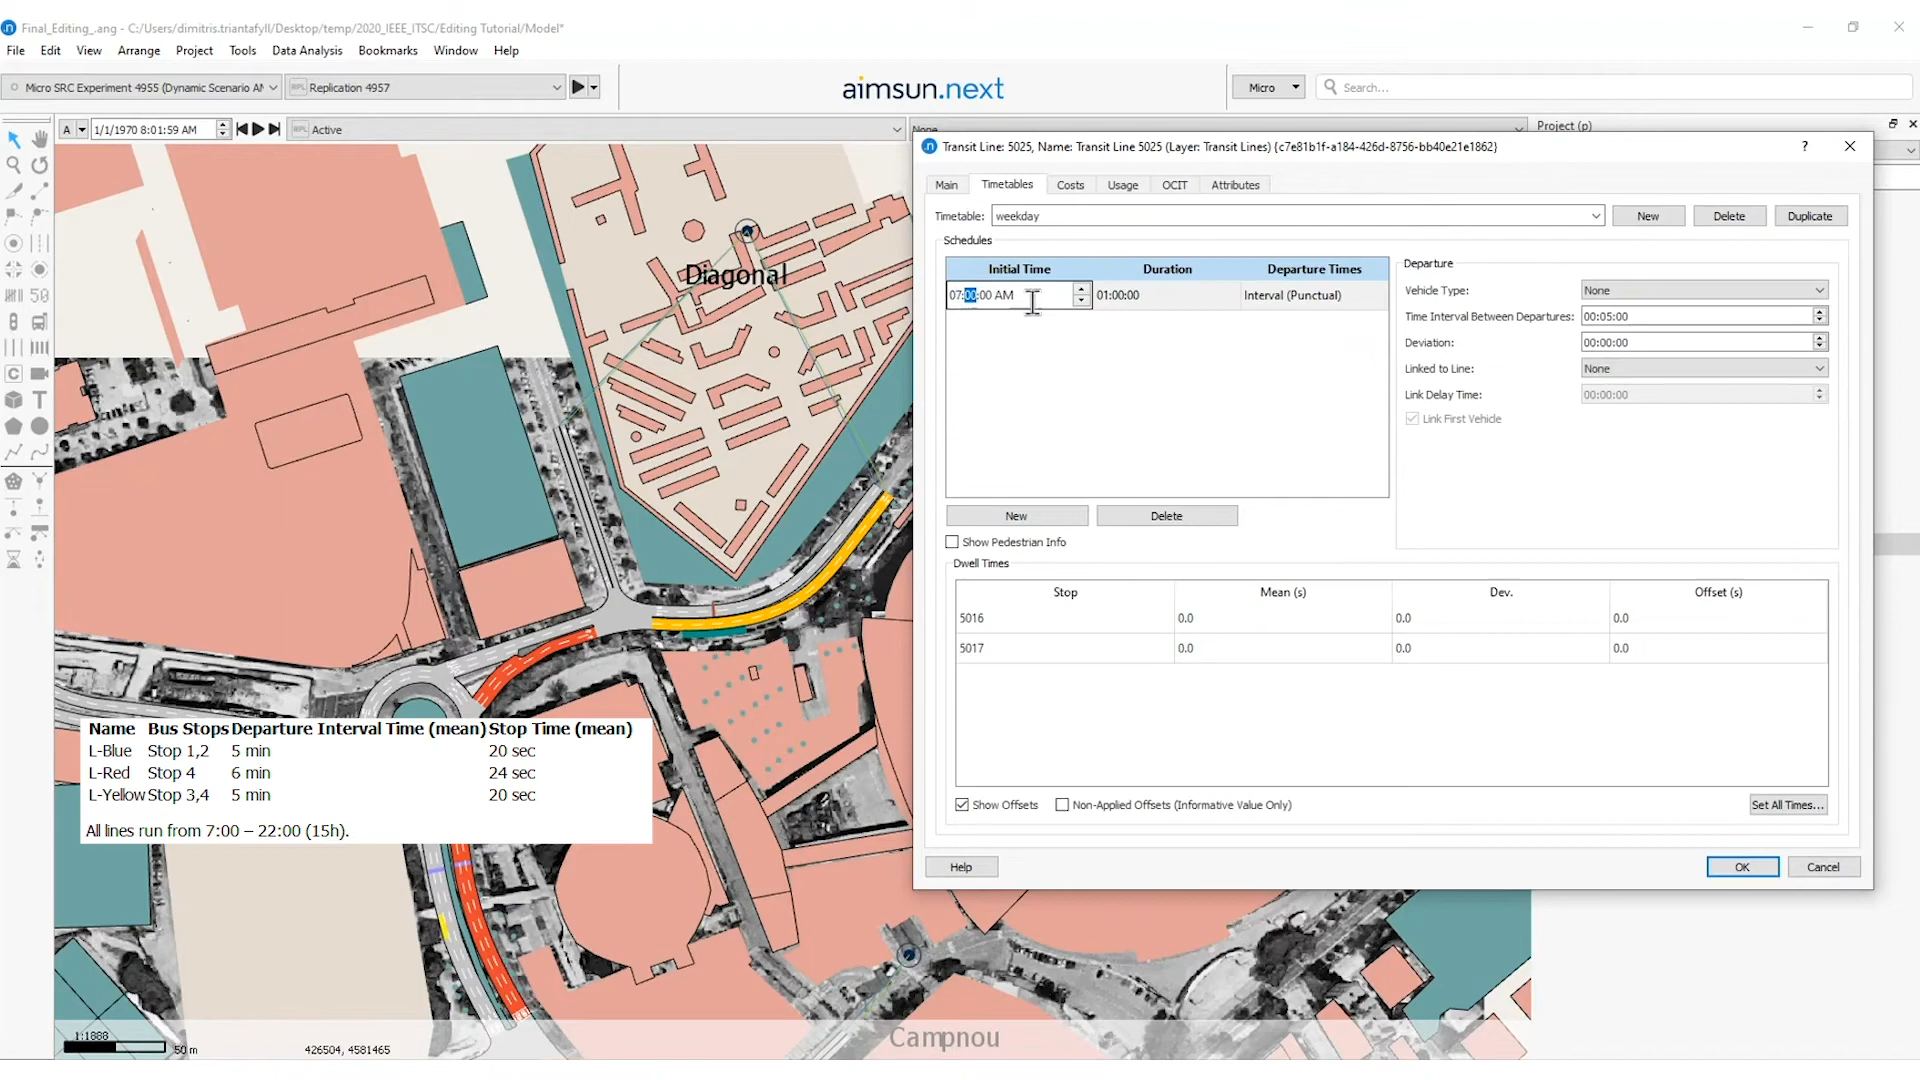 Final_Editing_.ang - C:/Users/dimitris.triantafyll/Desktop/temp/2020_IEEE_ITSC/Editing Tutorial/Model*
File Edit View Arrange Project Tools Data Analysis Bookmarks Window Help
Micro SRC Experiment 4955 (Dynamic Scenario AM
RPL Replication 4957
aimsun.next
Micro
Search...
A
1/1/1970 8:01:59 AM
RPL Active
None
Project (p)
Transit Line: 5025, Name: Transit Line 5025 (Layer: Transit Lines) {c7e81b1f-a184-426d-8756-bb40e21e1862}
?
Main Timetables Costs Usage OCIT Attributes
Timetable: weekday New Delete Duplicate
Schedules
Initial Time Duration Departure Times
07:00:00 AM 01:00:00 Interval (Punctual)
New Delete
Departure
Vehicle Type: None
Time Interval Between Departures: 00:05:00
Deviation: 00:00:00
Linked to Line: None
Link Delay Time: 00:00:00
Link First Vehicle
Show Pedestrian Info
Dwell Times
Stop Mean (s) Dev. Offset (s)
5016 0.0 0.0 0.0
5017 0.0 0.0 0.0
Show Offsets Non-Applied Offsets (Informative Value Only) Set All Times...
Help OK Cancel
50
C
T
Diagonal
Name Bus Stops Departure Interval Time (mean) Stop Time (mean)
L-Blue Stop 1,2 5 min 20 sec
L-Red Stop 4 6 min 24 sec
L-Yellow Stop 3,4 5 min 20 sec
All lines run from 7:00 – 22:00 (15h).
Campnou
1:1888
50 m
426504, 4581465